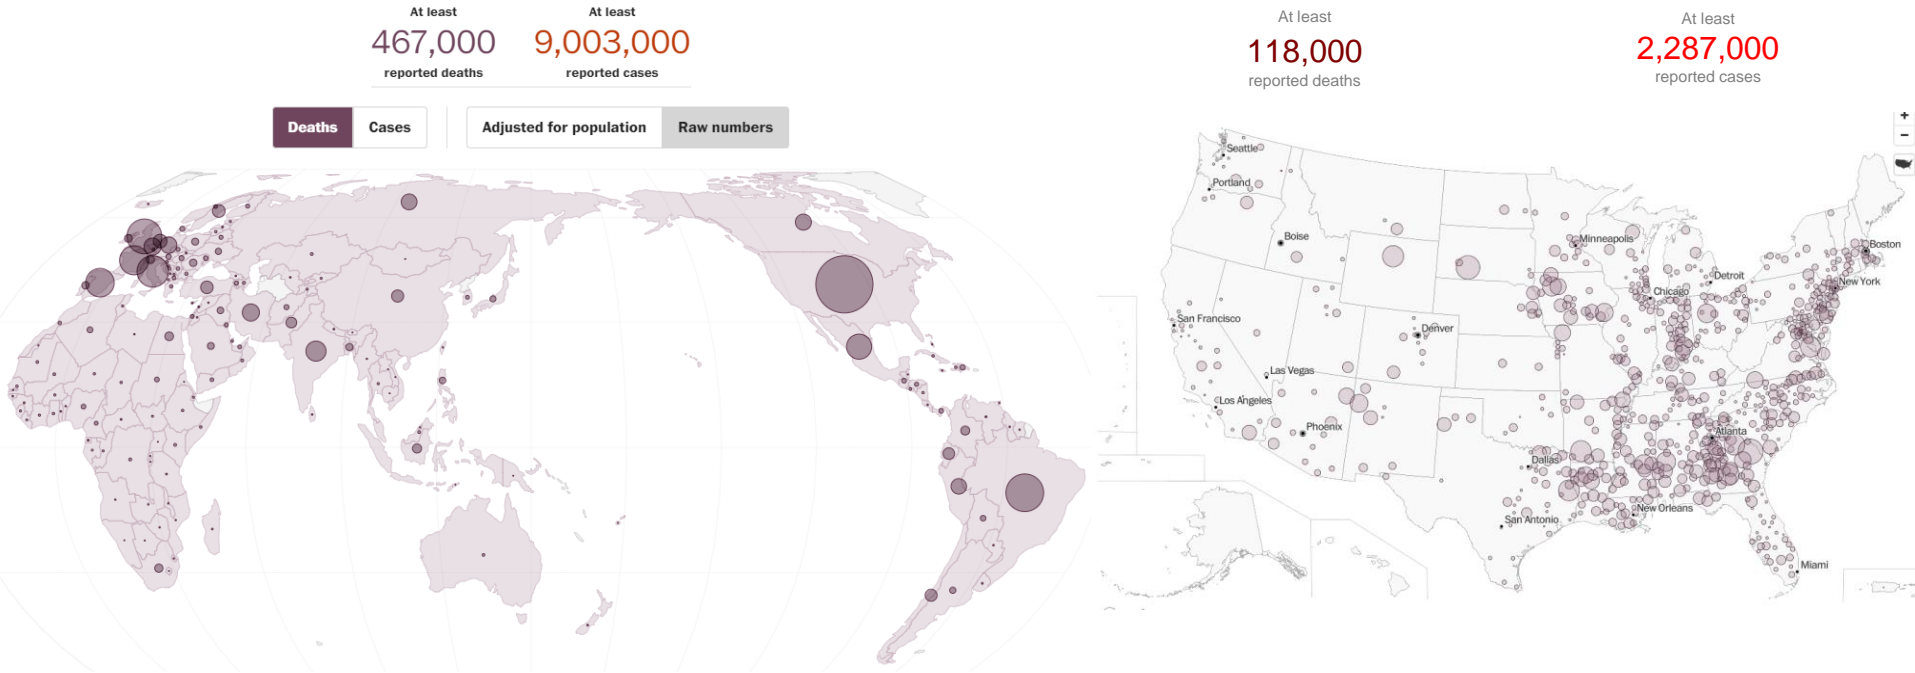 At least
467,000
reported deaths
At least
9,003,000
reported cases
Deaths
Cases
Adjusted for population
Raw numbers
At least
118,000
reported deaths
At least
2,287,000
reported cases
+
−
Seattle
Portland
Boise
Minneapolis
Boston
Detroit
New York
Chicago
San Francisco
Denver
Las Vegas
Los Angeles
Phoenix
Atlanta
Dallas
New Orleans
San Antonio
Miami